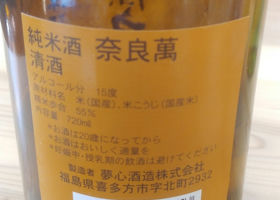 純米酒 奈良萬
清酒
アルコール分 15度
原材料名 米(国産)、米こうじ(国産米)
精米歩合 55%
内容量 720ml
*お酒は20歳になってから
*お酒はおいしく適量を
*妊娠中・授乳期の飲酒は避けてください
製造者 夢心酒造株式会社
福島県喜多方市字北町2932